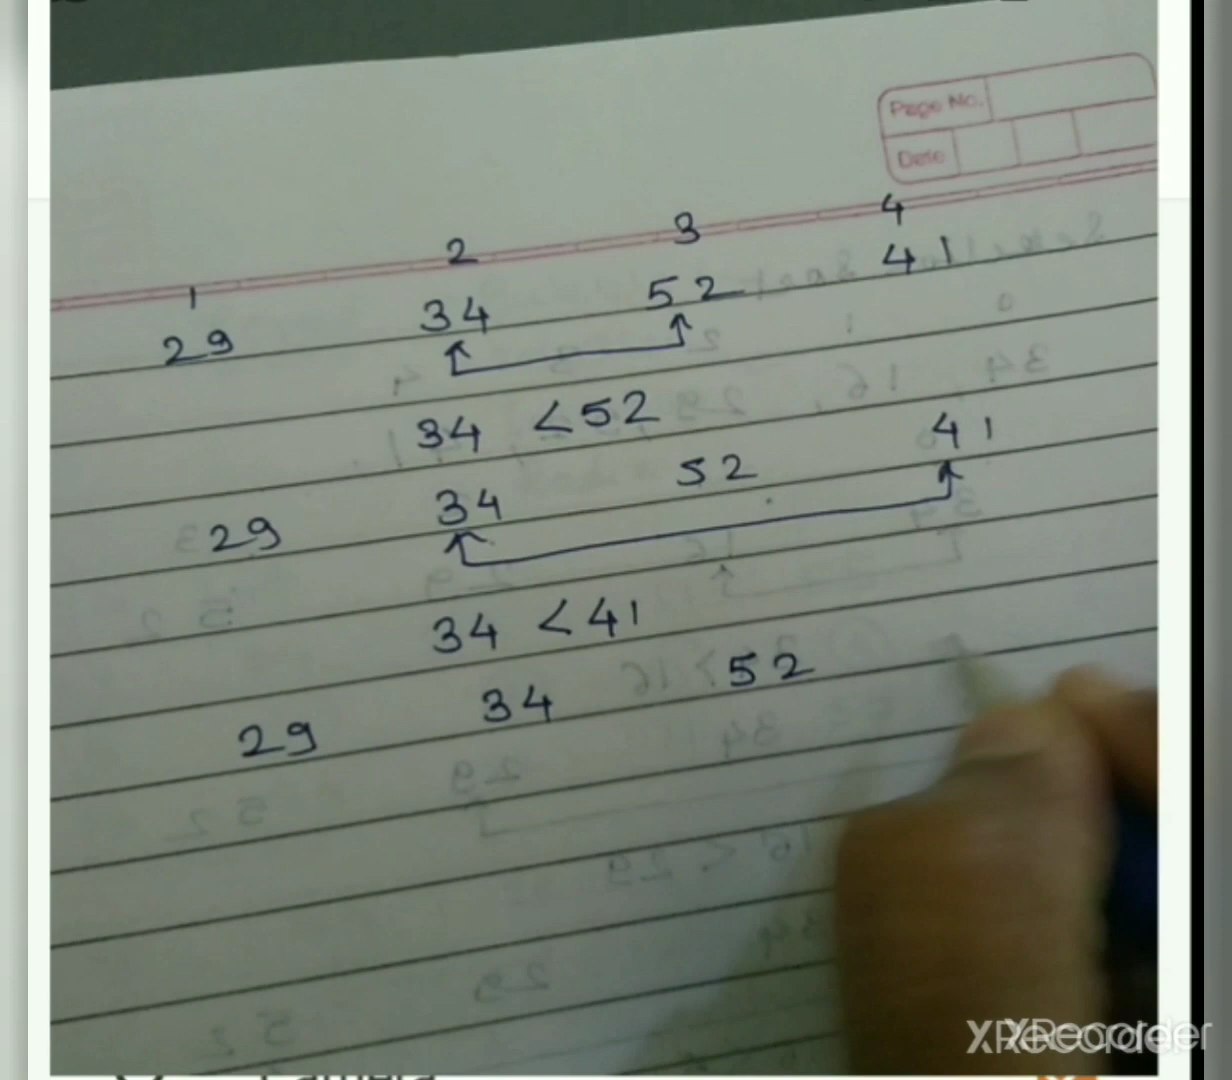 Page No.
Date
1 2 3 4
29 34 52 41
34 < 52
29 34 52 41
34 < 41
29 34 52
XRecorder